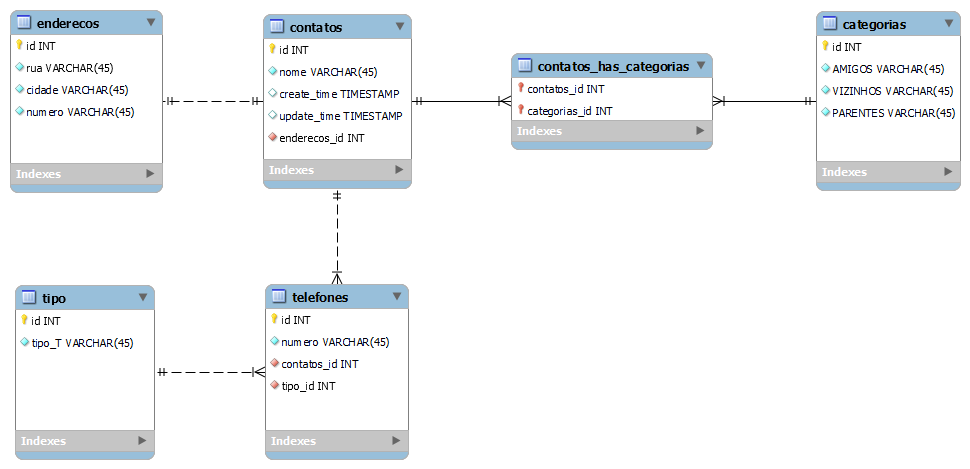 enderecos
id INT
rua VARCHAR(45)
cidade VARCHAR(45)
numero VARCHAR(45)
Indexes
contatos
id INT
nome VARCHAR(45)
create_time TIMESTAMP
update_time TIMESTAMP
enderecos_id INT
Indexes
contatos_has_categorias
contatos_id INT
categorias_id INT
Indexes
categorias
id INT
AMIGOS VARCHAR(45)
VIZINHOS VARCHAR(45)
PARENTES VARCHAR(45)
Indexes
tipo
id INT
tipo_T VARCHAR(45)
Indexes
telefones
id INT
numero VARCHAR(45)
contatos_id INT
tipo_id INT
Indexes